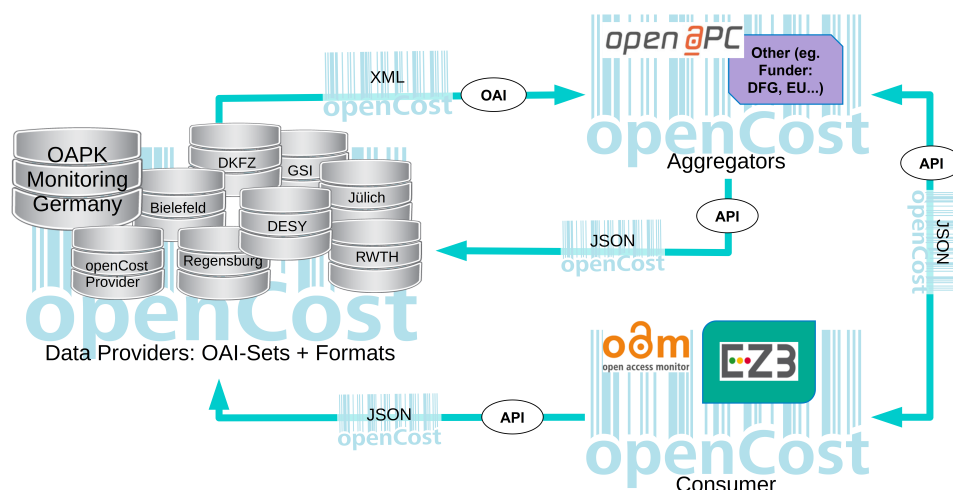 open aPC
Other (eg.
Funder:
DFG, EU...)
openCost
Aggregators
XML
openCost
OAI
OAPK
Monitoring
Germany
DKFZ
GSI
Bielefeld
Jülich
DESY
openCost
Provider
Regensburg
RWTH
openCost
Data Providers: OAI-Sets + Formats
API
JSON
openCost
API
JSON
openCost
oam
open access monitor
EZB
openCost
Consumer
JSON
openCost
API